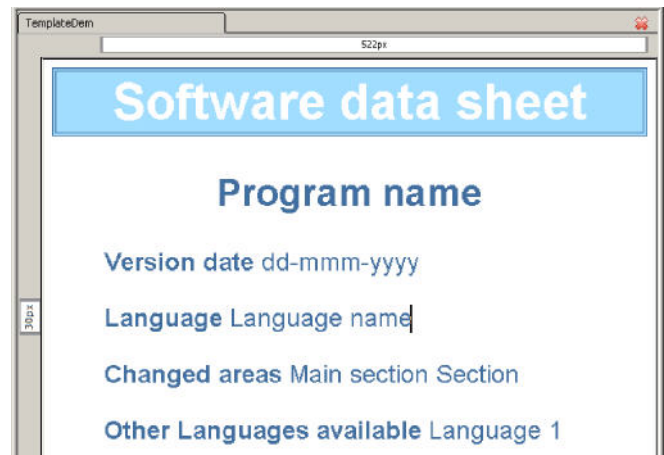 TemplateDem
522px
Software data sheet
Program name
Version date dd-mmm-yyyy
30px
Language Language name
Changed areas Main section Section
Other Languages available Language 1